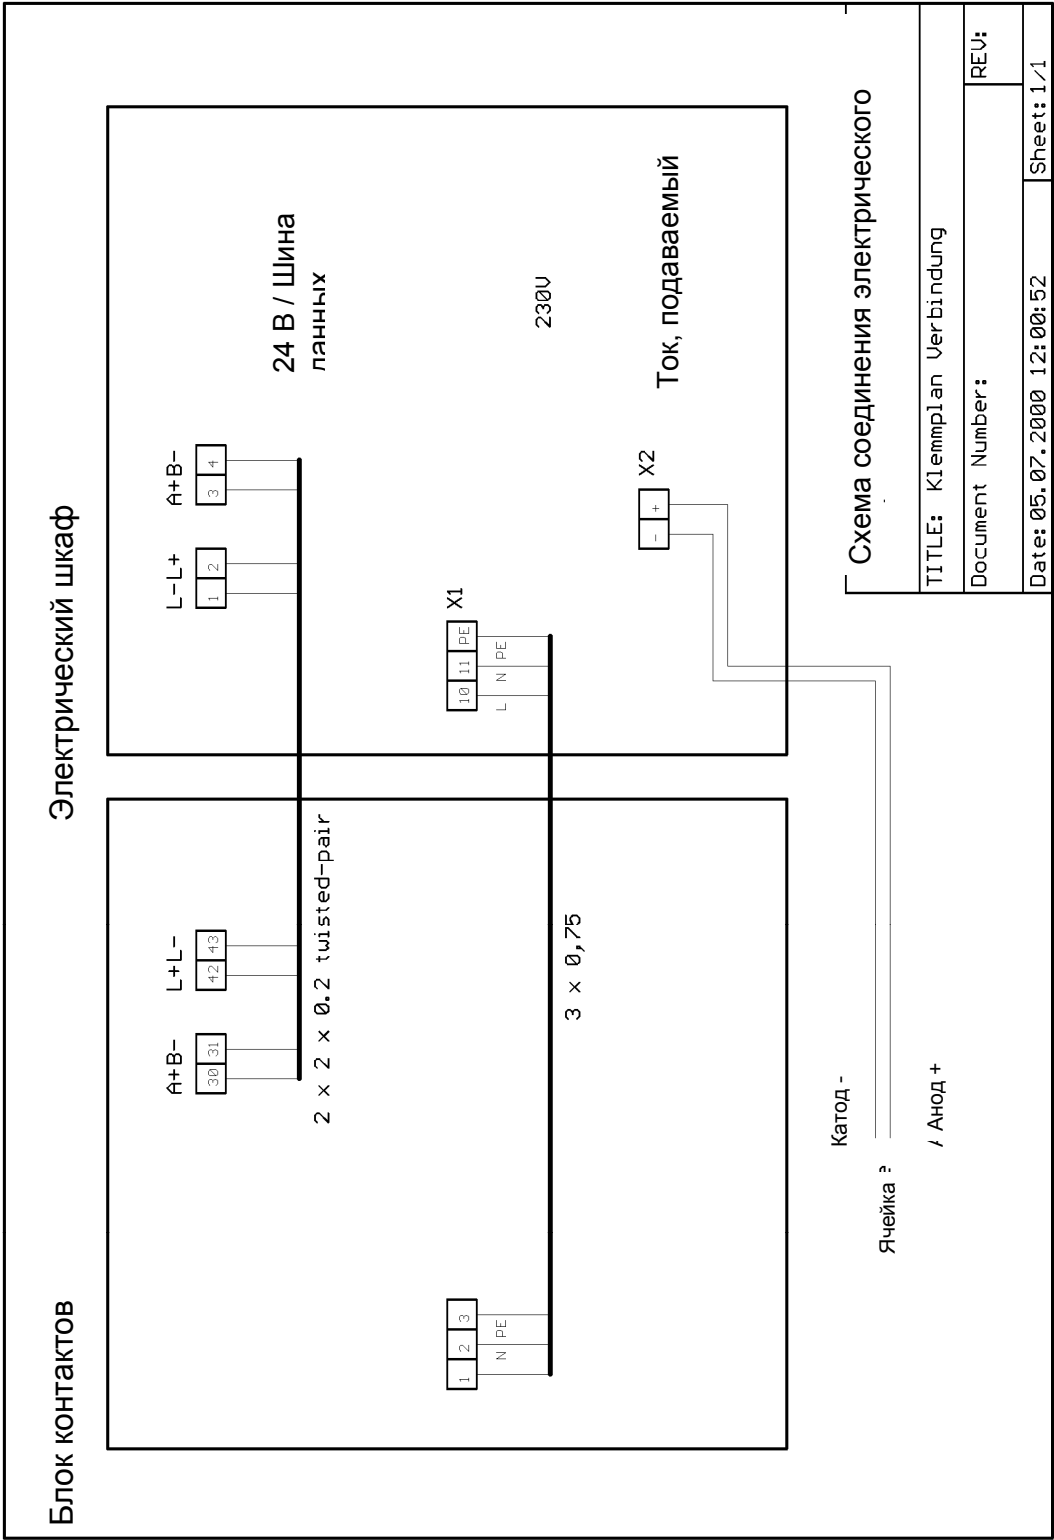 Блок контактов
Электрический шкаф
A+B-
L+L-
L-L+
A+B-
30 31
42 43
1 2
3 4
2 x 2 x 0.2 twisted-pair
24 В / Шина
данных
X1
1 2 3
10 11 PE
N PE
L N PE
230V
3 x 0,75
X2
- +
Ток, подаваемый
Катод -
Ячейка
Анод +
Схема соединения электрического
TITLE: Klemmplan Verbindung
Document Number:
REV:
Date: 05.07.2000 12:00:52
Sheet: 1/1